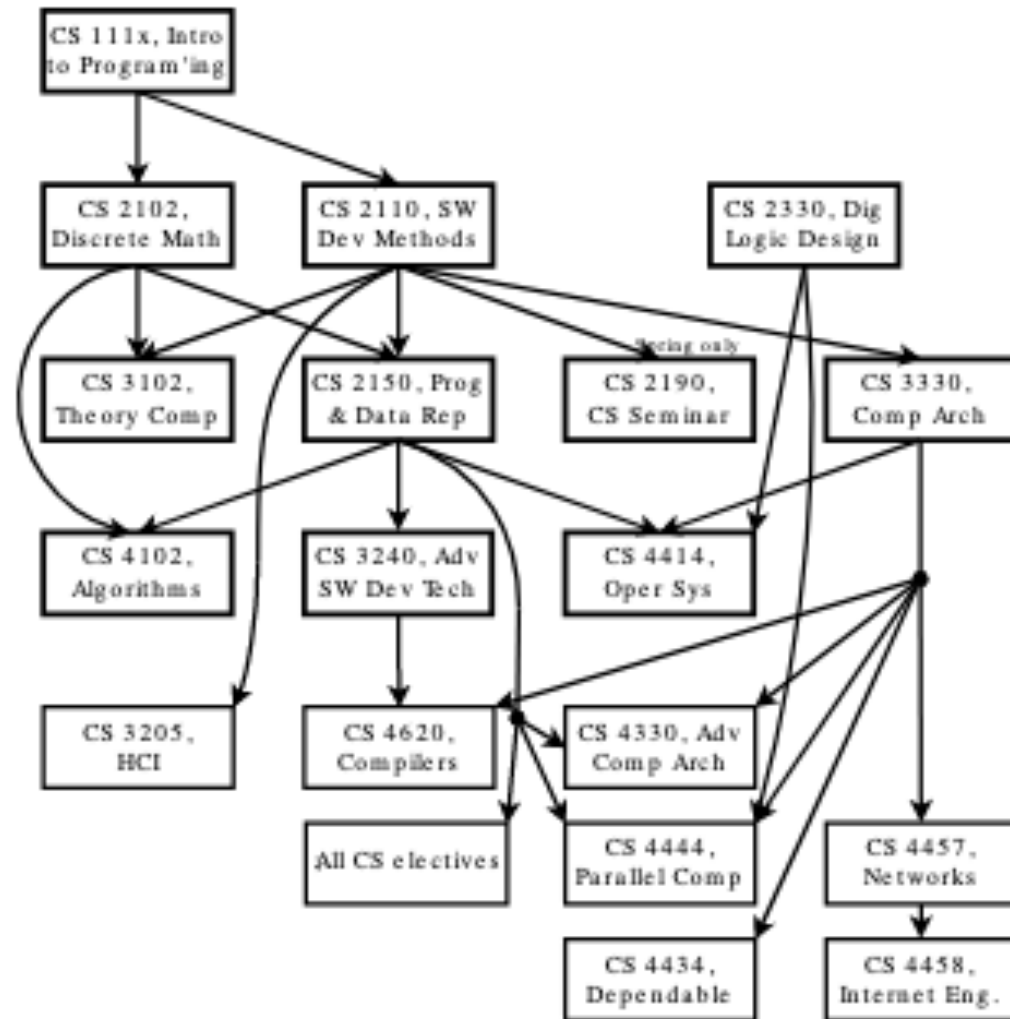 CS 111x, Intro
to Program'ing
CS 2102,
Discrete Math
CS 2110, SW
Dev Methods
CS 2330, Dig
Logic Design
Spring only
CS 3102,
Theory Comp
CS 2150, Prog
& Data Rep
CS 2190,
CS Seminar
CS 3330,
Comp Arch
CS 4102,
Algorithms
CS 3240, Adv
SW Dev Tech
CS 4414,
Oper Sys
CS 3205,
HCI
CS 4620,
Compilers
CS 4330, Adv
Comp Arch
All CS electives
CS 4444,
Parallel Comp
CS 4457,
Networks
CS 4434,
Dependable
CS 4458,
Internet Eng.